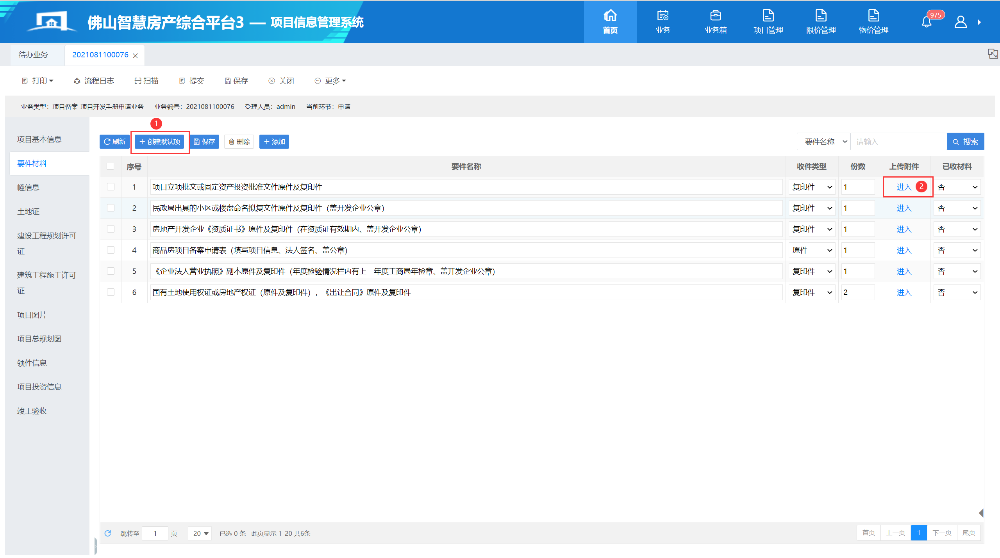 佛山智慧房产综合平台3 — 项目信息管理系统
首页 业务 业务箱 项目管理 限价管理 物价管理 975
待办业务 2021081100076
打印 流程日志 扫描 提交 保存 关闭 更多
业务类型：项目备案-项目开发手册申请业务 业务编号：2021081100076 受理人员：admin 当前环节：申请
1
项目基本信息
要件材料
幢信息
土地证
建设工程规划许可
证
建筑工程施工许可
证
项目图片
项目总规划图
领件信息
项目投资信息
竣工验收
刷新 创建默认项 保存 删除 添加 要件名称 请输入 搜索
序号 要件名称 收件类型 份数 上传附件 已收材料
1 项目立项批文或固定资产投资批准文件原件及复印件 复印件 1 进入 2 否
2 民政局出具的小区或楼盘命名拟复文件原件及复印件（盖开发企业公章） 复印件 1 进入 否
3 房地产开发企业《资质证书》原件及复印件（在资质证有效期内、盖开发企业公章） 复印件 1 进入 否
4 商品房项目备案申请表（填写项目信息、法人签名、盖公章） 原件 1 进入 否
5 《企业法人营业执照》副本原件及复印件（年度检验情况栏内有上一年度工商局年检章、盖开发企业公章） 复印件 1 进入 否
6 国有土地使用权证或房地产权证（原件及复印件），《出让合同》原件及复印件 复印件 2 进入 否
跳转至 1 页 20 已选 0 条 此页显示 1-20 共6条 首页 上一页 1 下一页 尾页